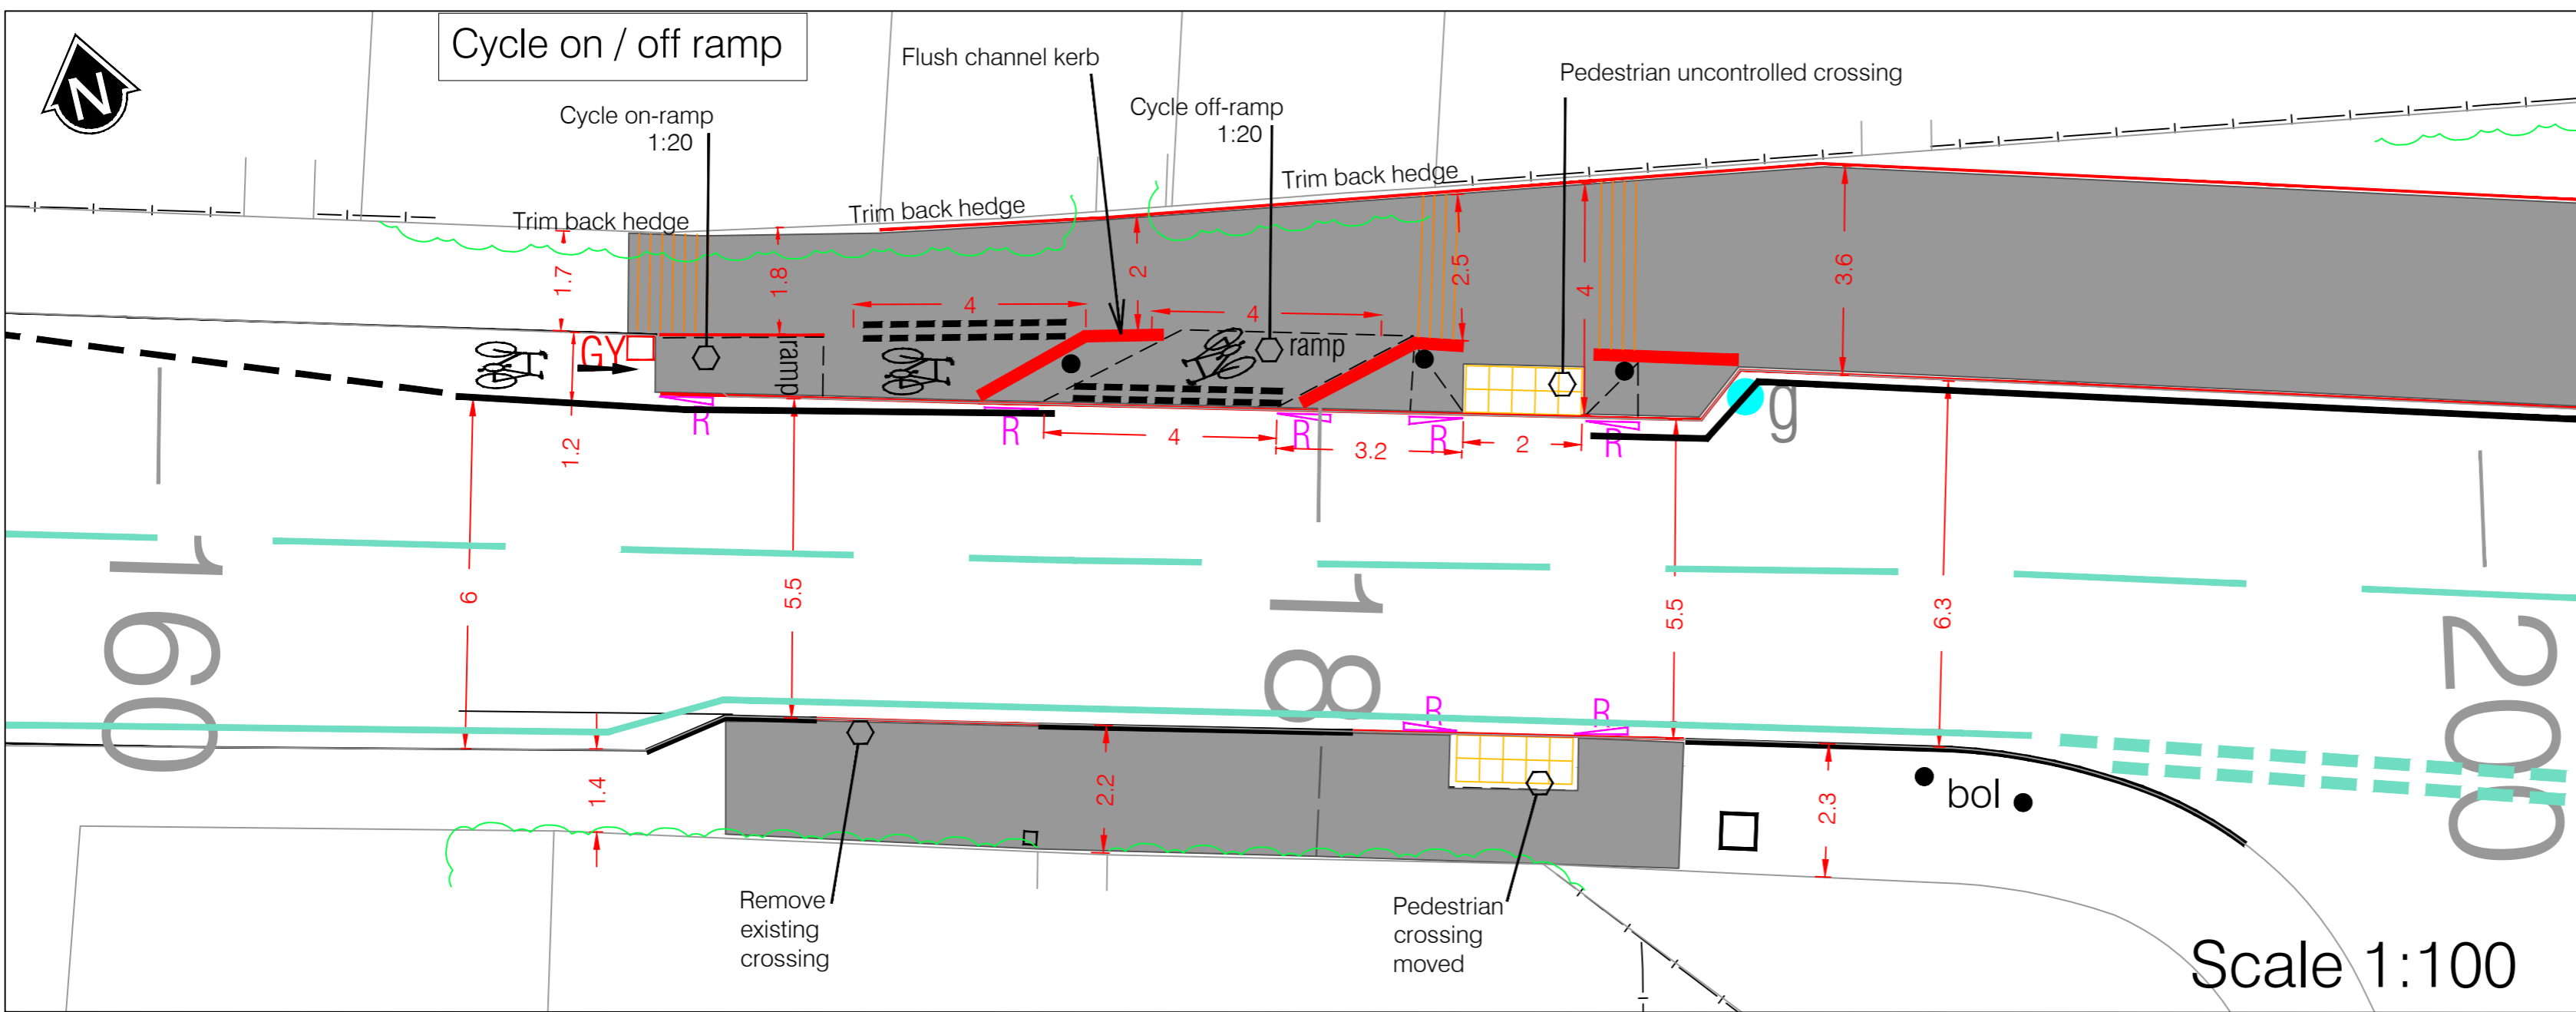 N
Cycle on / off ramp
Flush channel kerb
Pedestrian uncontrolled crossing
Cycle on-ramp
1:20
Cycle off-ramp
1:20
Trim back hedge
Trim back hedge
Trim back hedge
1.7
1.8
2
2.5
4
3.6
4
4
GY
ramp
ramp
g
R
R
R
R
R
1.2
4
3.2
2
160
6
5.5
18
5.5
6.3
200
R
R
1.4
2.2
2.3
bol
Remove
existing
crossing
Pedestrian
crossing
moved
Scale 1:100